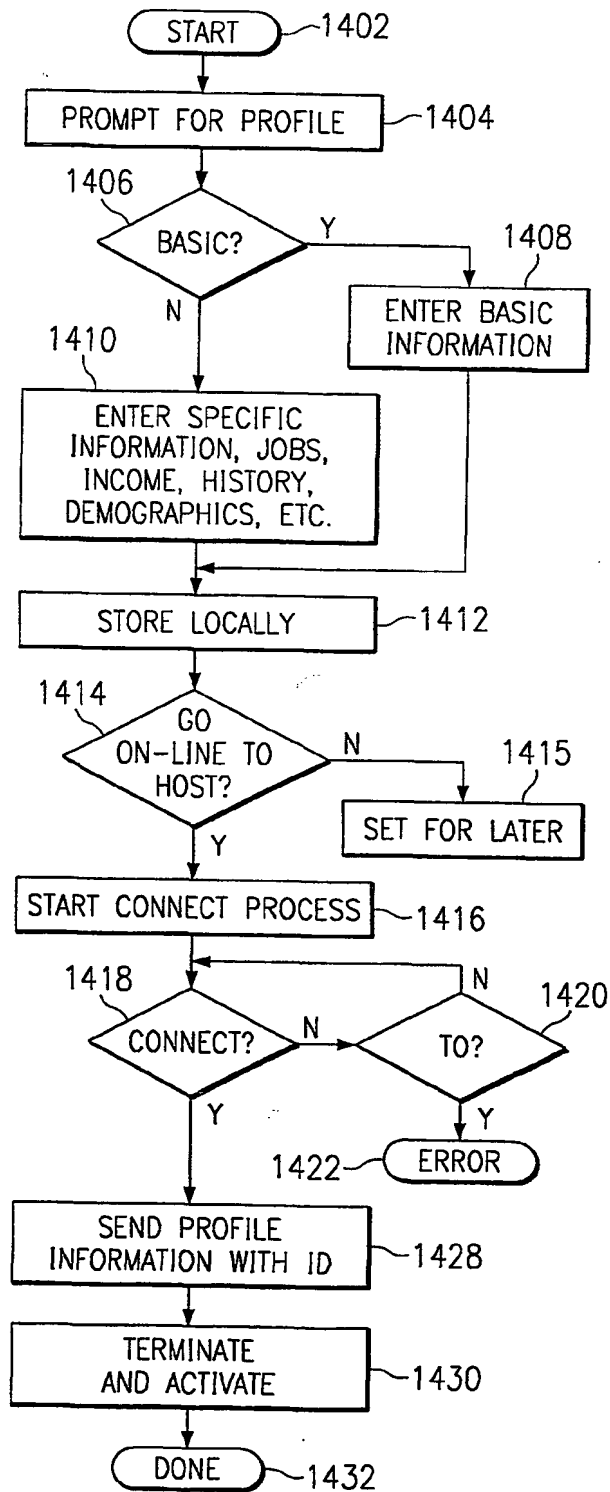 START
1402
PROMPT FOR PROFILE
1404
1406
BASIC?
Y
N
1408
ENTER BASIC
INFORMATION
1410
ENTER SPECIFIC
INFORMATION, JOBS,
INCOME, HISTORY,
DEMOGRAPHICS, ETC.
STORE LOCALLY
1412
1414
GO
ON-LINE TO
HOST?
N
Y
1415
SET FOR LATER
START CONNECT PROCESS
1416
1418
CONNECT?
N
Y
1420
TO?
N
Y
1422
ERROR
SEND PROFILE
INFORMATION WITH ID
1428
TERMINATE
AND ACTIVATE
1430
DONE
1432